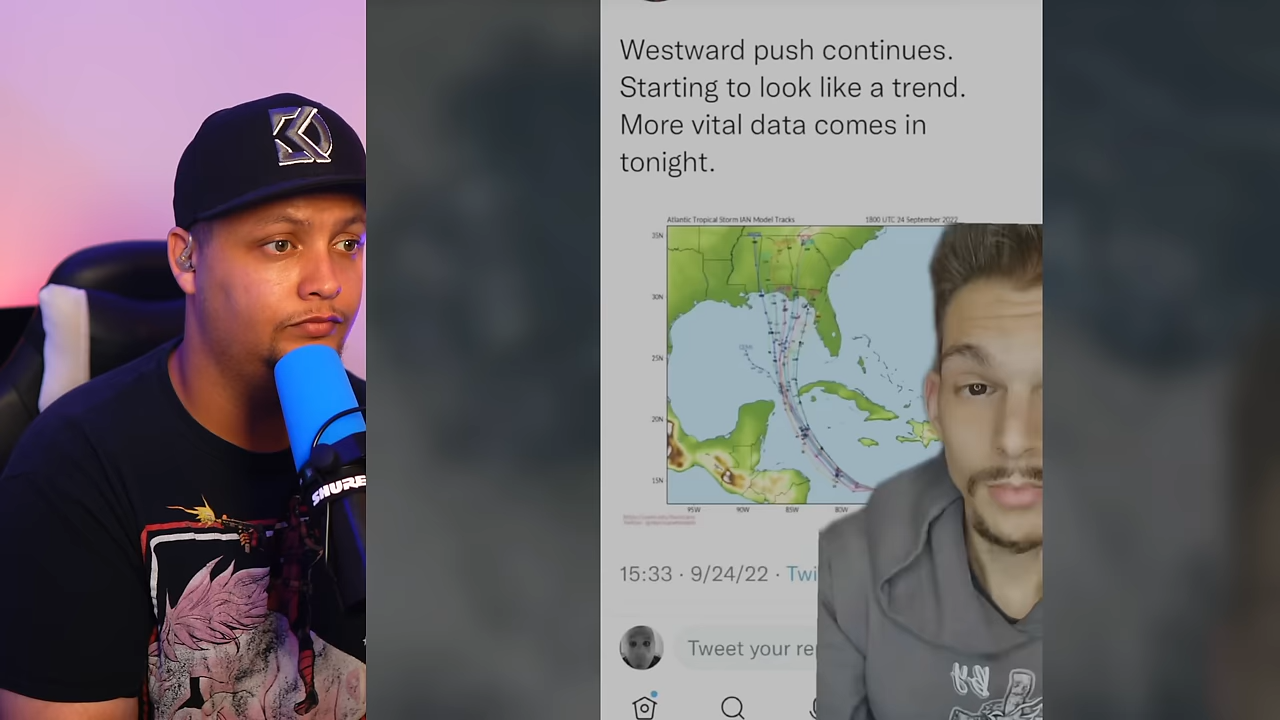 Westward push continues.
Starting to look like a trend.
More vital data comes in
tonight.
Atlantic Tropical Storm IAN Model Tracks
1800 UTC 24 September 2022
35N
30N
25N
20N
15N
95W
90W
85W
80W
15:33 · 9/24/22 · Twi
Tweet your re
SHURE